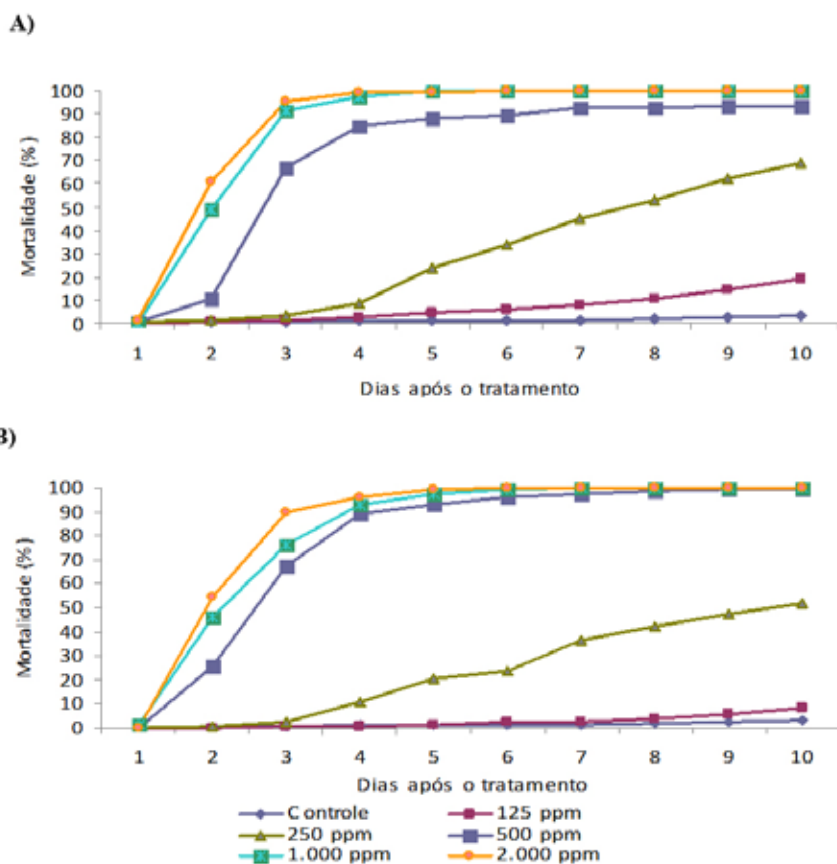 A)
Mortalidade (%)
100
90
80
70
60
50
40
30
20
10
0
1 2 3 4 5 6 7 8 9 10
Dias após o tratamento
B)
Mortalidade (%)
100
90
80
70
60
50
40
30
20
10
0
1 2 3 4 5 6 7 8 9 10
Dias após o tratamento
C ontrole 125 ppm
250 ppm 500 ppm
1.000 ppm 2.000 ppm